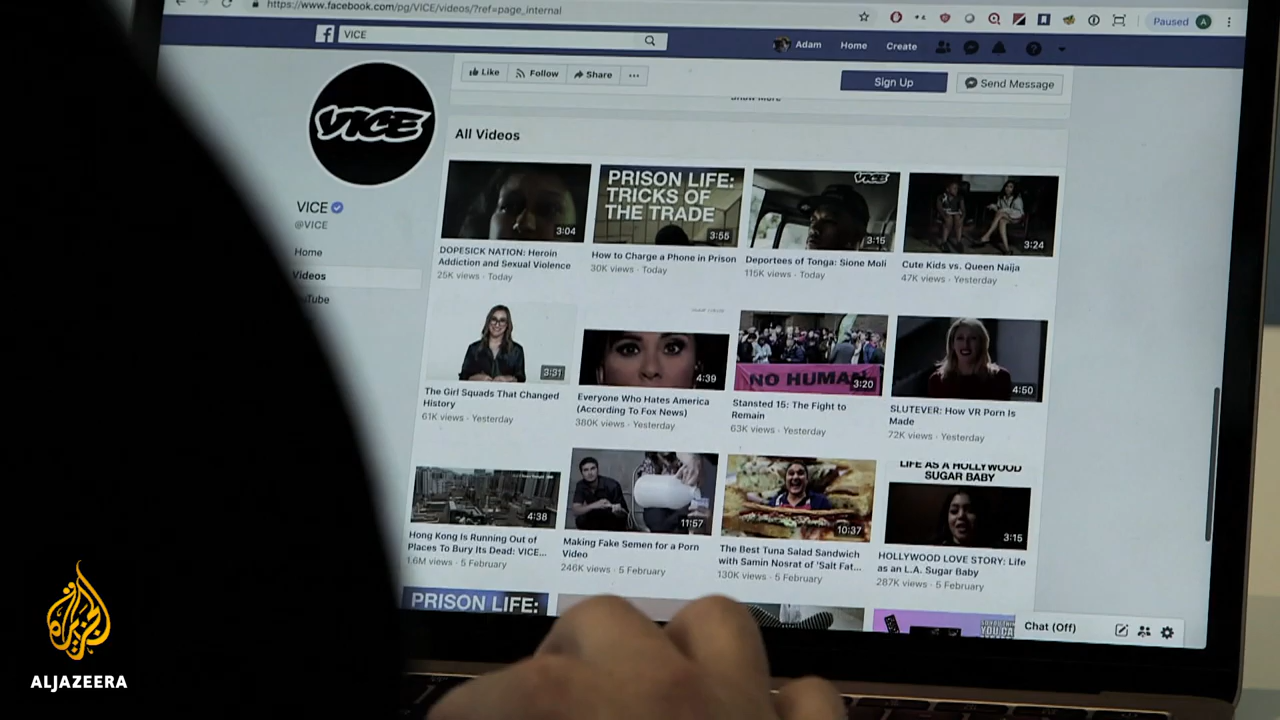 https://www.facebook.com/pg/VICE/videos/?ref=page_internal
Paused A
VICE
Adam Home Create
Like Follow Share ...
Sign Up Send Message
VICE
VICE
@VICE
Home
Videos
All Videos
3:04
PRISON LIFE:
TRICKS OF
THE TRADE
3:55
VICE
3:15
3:24
DOPESICK NATION: Heroin
Addiction and Sexual Violence
25K views · Today
How to Charge a Phone in Prison
30K views · Today
Deportees of Tonga: Sione Moli
115K views · Today
Cute Kids vs. Queen Naija
47K views · Yesterday
3:31
4:39
NO HUMAN
3:20
4:50
The Girl Squads That Changed
History
61K views · Yesterday
Everyone Who Hates America
(According To Fox News)
380K views · Yesterday
Stansted 15: The Fight to
Remain
63K views · Yesterday
SLUTEVER: How VR Porn Is
Made
72K views · Yesterday
4:38
11:57
10:37
LIFE AS A HOLLYWOOD
SUGAR BABY
3:15
Hong Kong Is Running Out of
Places To Bury Its Dead: VICE...
1.6M views · 5 February
Making Fake Semen for a Porn
Video
246K views · 5 February
The Best Tuna Salad Sandwich
with Samin Nosrat of 'Salt Fat...
130K views · 5 February
HOLLYWOOD LOVE STORY: Life
as an L.A. Sugar Baby
287K views · 5 February
PRISON LIFE:
YOU CA
Chat (Off)
الجزيرة
ALJAZEERA